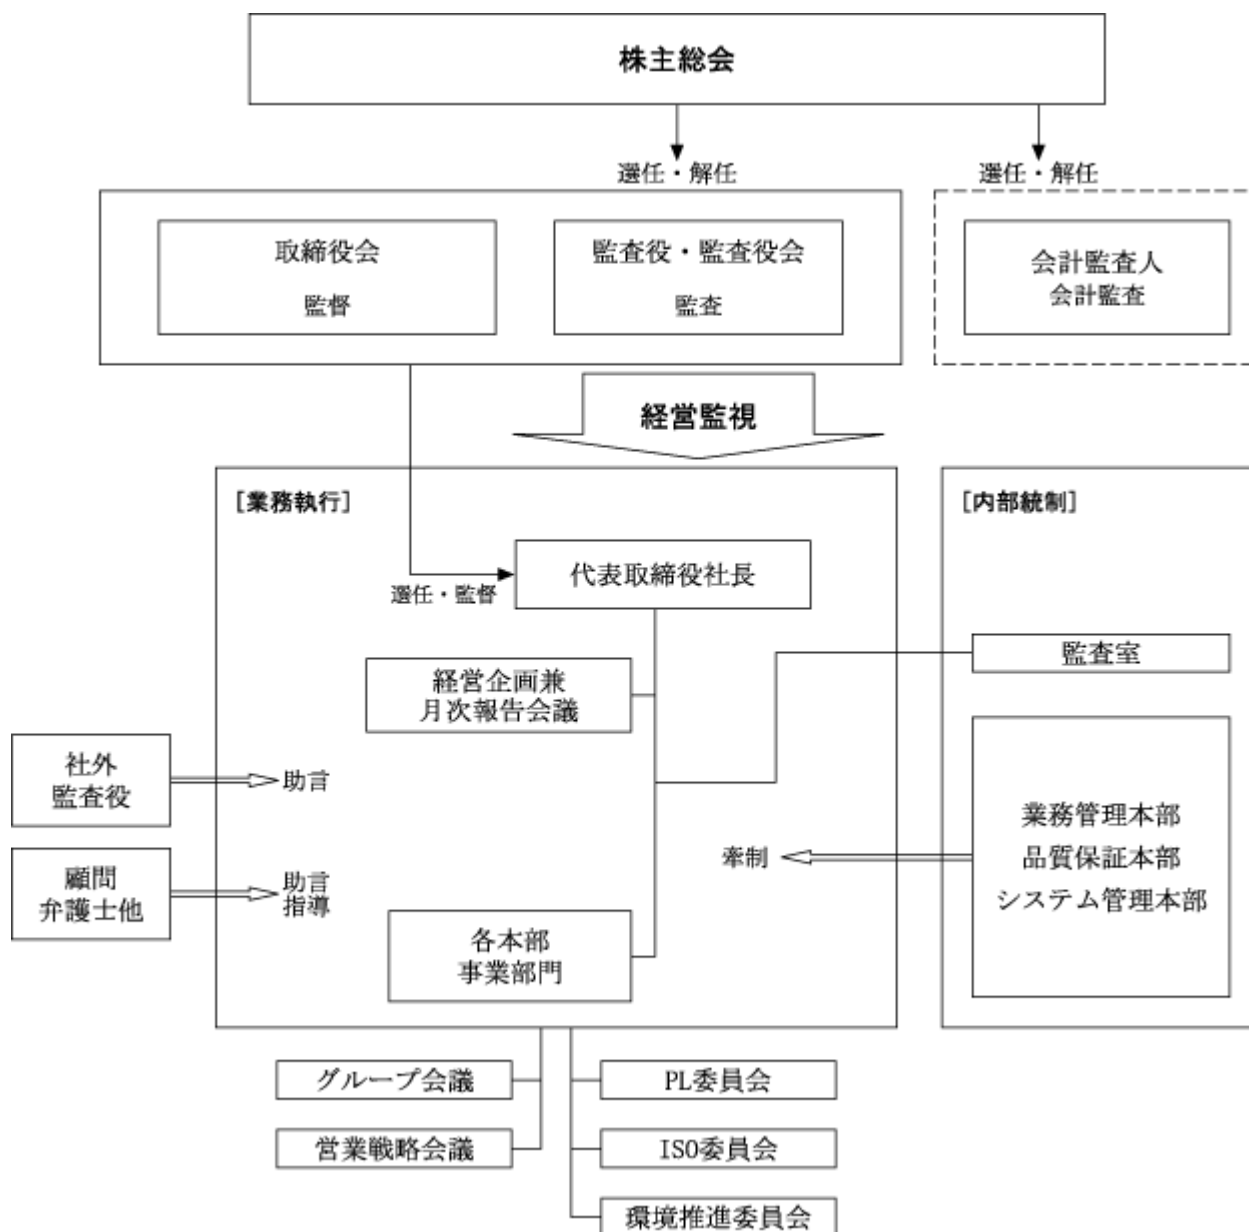 株主総会
選任・解任
選任・解任
取締役会
監督
監査役・監査役会
監査
会計監査人
会計監査
経営監視
[業務執行]
[内部統制]
代表取締役社長
選任・監督
監査室
経営企画兼
月次報告会議
社外
監査役
助言
業務管理本部
品質保証本部
システム管理本部
牽制
顧問
弁護士他
助言
指導
各本部
事業部門
グループ会議
PL委員会
営業戦略会議
ISO委員会
環境推進委員会